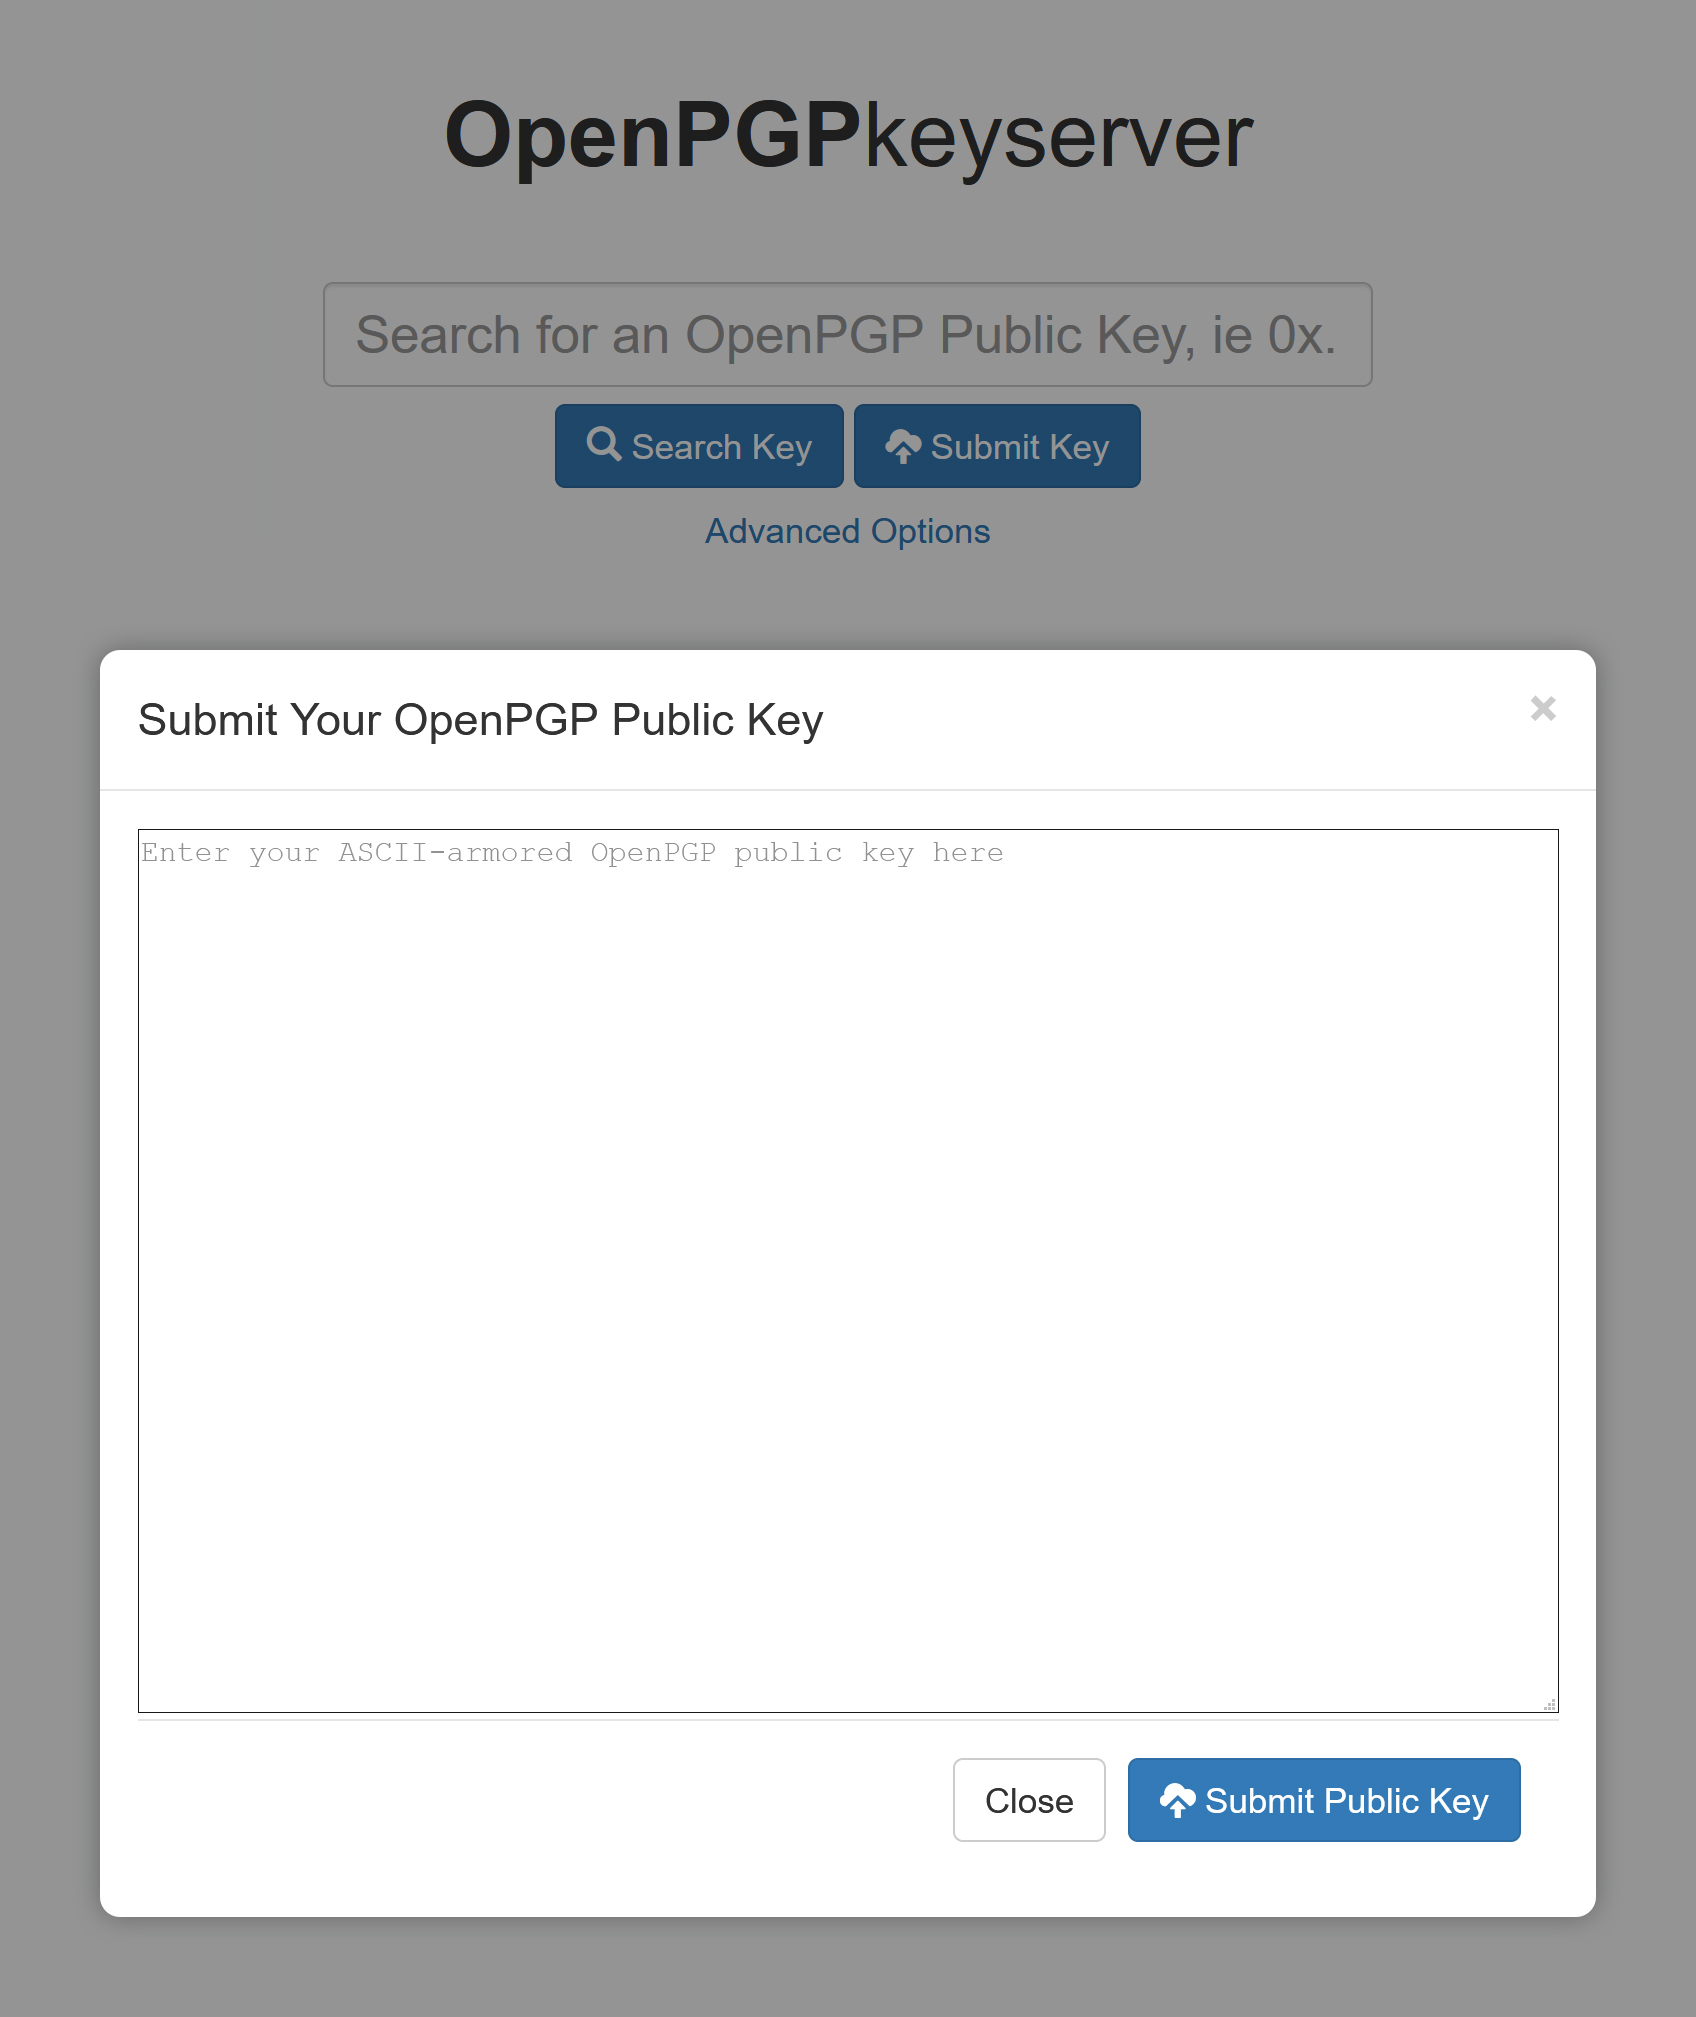 OpenPGPkeyserver
Search for an OpenPGP Public Key, ie 0x.
Search Key
Submit Key
Advanced Options
Submit Your OpenPGP Public Key
×
Enter your ASCII-armored OpenPGP public key here
Close
Submit Public Key